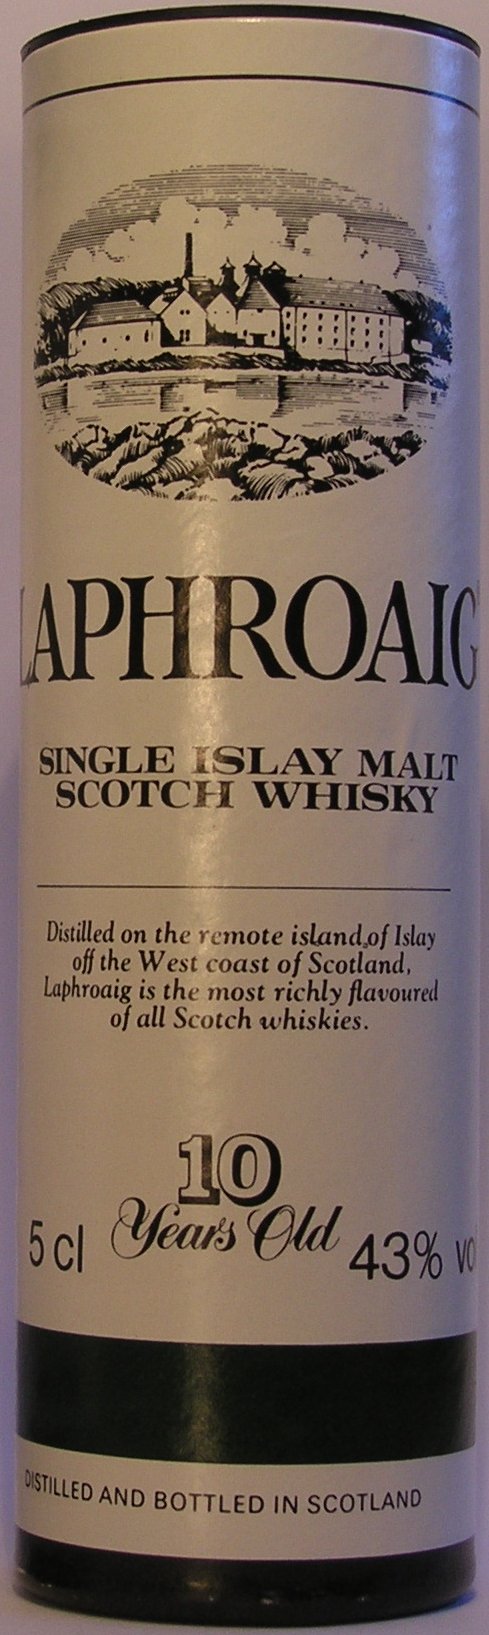 LAPHROAIG
SINGLE ISLAY MALT
SCOTCH WHISKY
Distilled on the remote island of Islay
off the West coast of Scotland,
Laphroaig is the most richly flavoured
of all Scotch whiskies.
10
Years Old
5 cl 43% vo
DISTILLED AND BOTTLED IN SCOTLAND